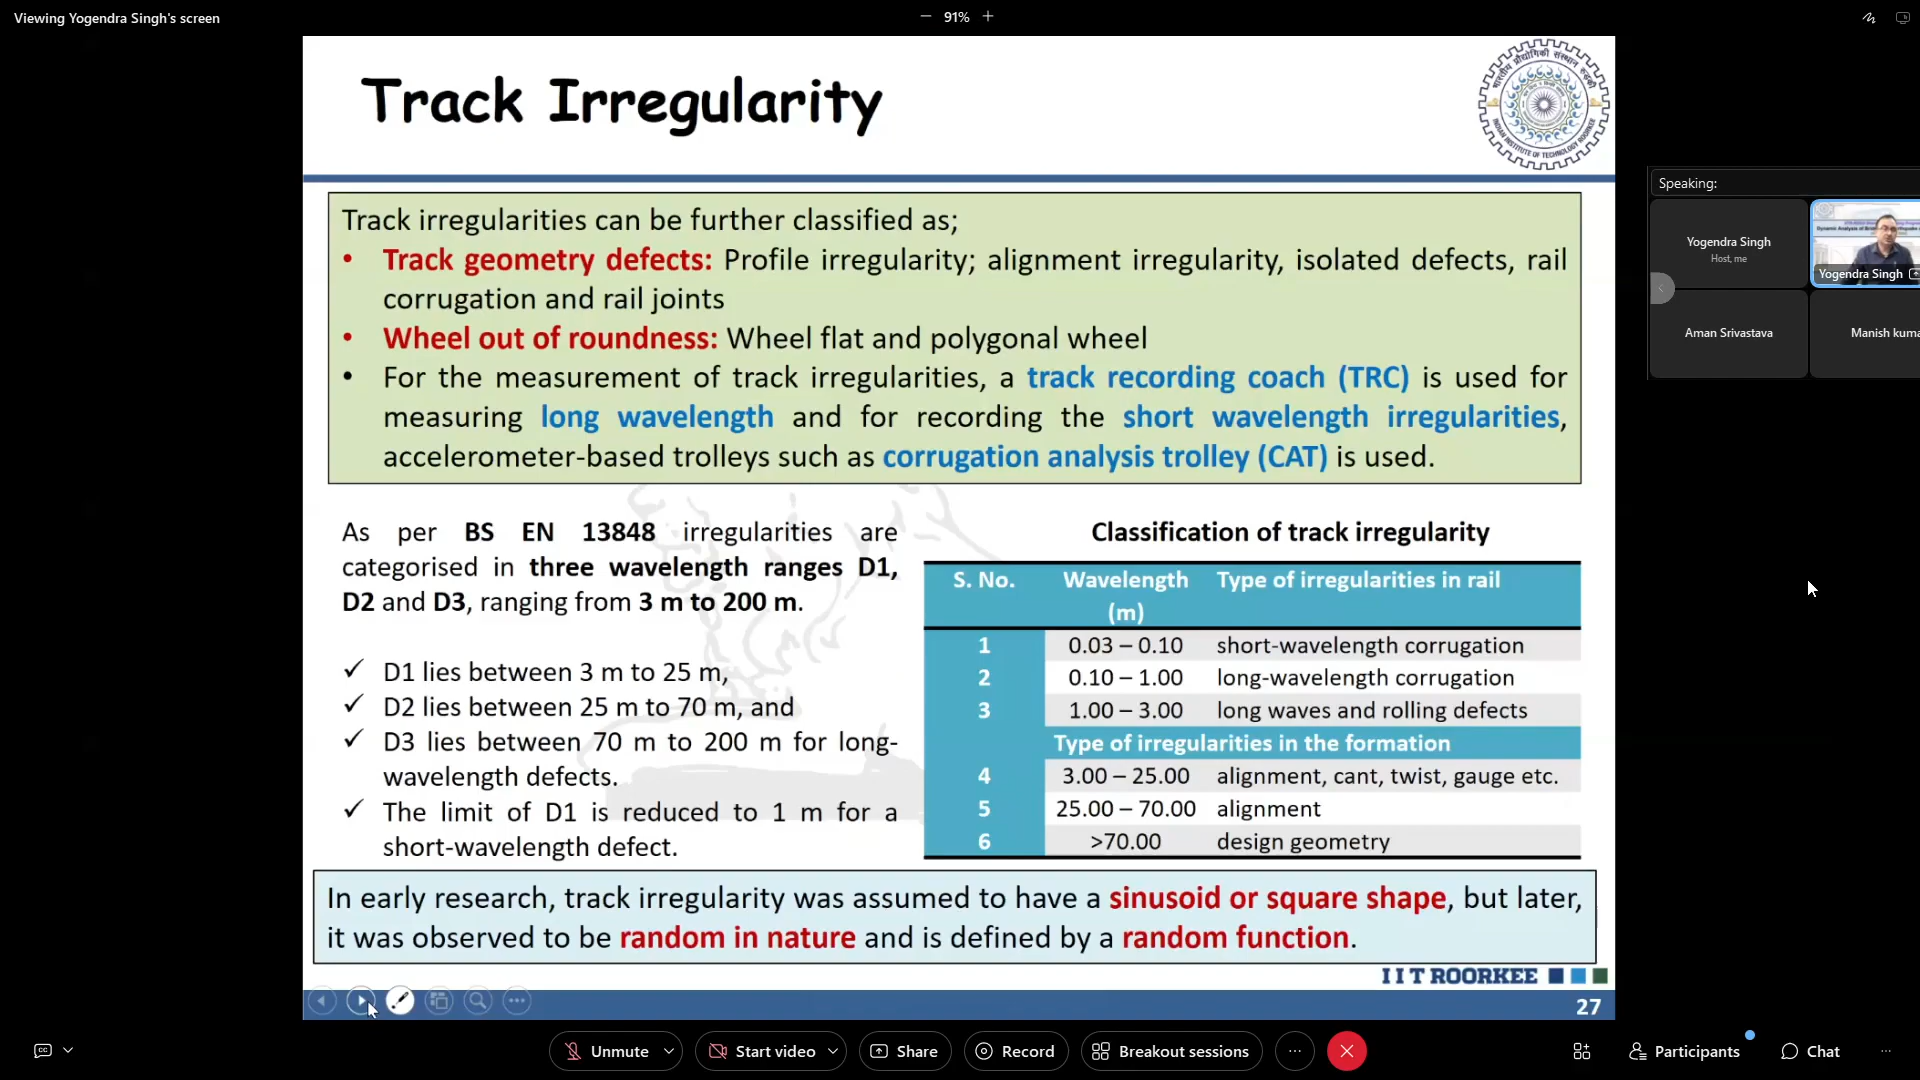 Viewing Yogendra Singh's screen
91%
Track Irregularity
भारतीय प्रौद्योगिकी संस्थान रुड़की
INDIAN INSTITUTE OF TECHNOLOGY ROORKEE
Track irregularities can be further classified as;
• Track geometry defects: Profile irregularity; alignment irregularity, isolated defects, rail
corrugation and rail joints
• Wheel out of roundness: Wheel flat and polygonal wheel
• For the measurement of track irregularities, a track recording coach (TRC) is used for
measuring long wavelength and for recording the short wavelength irregularities,
accelerometer-based trolleys such as corrugation analysis trolley (CAT) is used.
As per BS EN 13848 irregularities are
categorised in three wavelength ranges D1,
D2 and D3, ranging from 3 m to 200 m.
✓ D1 lies between 3 m to 25 m,
✓ D2 lies between 25 m to 70 m, and
✓ D3 lies between 70 m to 200 m for long-
wavelength defects.
✓ The limit of D1 is reduced to 1 m for a
short-wavelength defect.
Classification of track irregularity
S. No. Wavelength Type of irregularities in rail
(m)
1 0.03 – 0.10 short-wavelength corrugation
2 0.10 – 1.00 long-wavelength corrugation
3 1.00 – 3.00 long waves and rolling defects
Type of irregularities in the formation
4 3.00 – 25.00 alignment, cant, twist, gauge etc.
5 25.00 – 70.00 alignment
6 >70.00 design geometry
In early research, track irregularity was assumed to have a sinusoid or square shape, but later,
it was observed to be random in nature and is defined by a random function.
I I T ROORKEE
27
Speaking:
Yogendra Singh
Host, me
Yogendra Singh
Aman Srivastava
Manish kuma
CC
Unmute
Start video
Share
Record
Breakout sessions
Participants
Chat